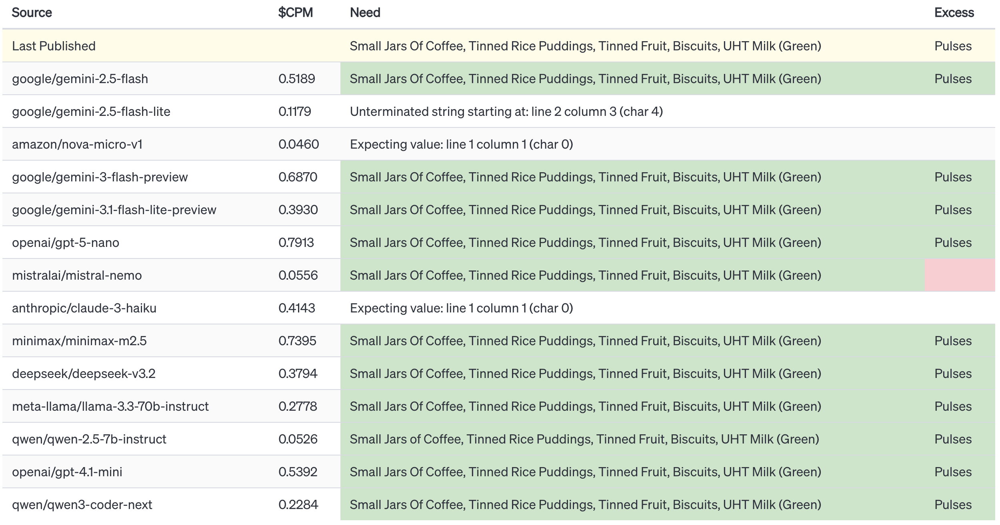 Source $CPM Need Excess
Last Published Small Jars Of Coffee, Tinned Rice Puddings, Tinned Fruit, Biscuits, UHT Milk (Green) Pulses
google/gemini-2.5-flash 0.5189 Small Jars Of Coffee, Tinned Rice Puddings, Tinned Fruit, Biscuits, UHT Milk (Green) Pulses
google/gemini-2.5-flash-lite 0.1179 Unterminated string starting at: line 2 column 3 (char 4)
amazon/nova-micro-v1 0.0460 Expecting value: line 1 column 1 (char 0)
google/gemini-3-flash-preview 0.6870 Small Jars Of Coffee, Tinned Rice Puddings, Tinned Fruit, Biscuits, UHT Milk (Green) Pulses
google/gemini-3.1-flash-lite-preview 0.3930 Small Jars Of Coffee, Tinned Rice Puddings, Tinned Fruit, Biscuits, UHT Milk (Green) Pulses
openai/gpt-5-nano 0.7913 Small Jars Of Coffee, Tinned Rice Puddings, Tinned Fruit, Biscuits, UHT Milk (Green) Pulses
mistralai/mistral-nemo 0.0556 Small Jars Of Coffee, Tinned Rice Puddings, Tinned Fruit, Biscuits, UHT Milk (Green)
anthropic/claude-3-haiku 0.4143 Expecting value: line 1 column 1 (char 0)
minimax/minimax-m2.5 0.7395 Small Jars Of Coffee, Tinned Rice Puddings, Tinned Fruit, Biscuits, UHT Milk (Green) Pulses
deepseek/deepseek-v3.2 0.3794 Small Jars Of Coffee, Tinned Rice Puddings, Tinned Fruit, Biscuits, UHT Milk (Green) Pulses
meta-llama/llama-3.3-70b-instruct 0.2778 Small Jars Of Coffee, Tinned Rice Puddings, Tinned Fruit, Biscuits, UHT Milk (Green) Pulses
qwen/qwen-2.5-7b-instruct 0.0526 Small Jars of Coffee, Tinned Rice Puddings, Tinned Fruit, Biscuits, UHT Milk (Green) Pulses
openai/gpt-4.1-mini 0.5392 Small Jars Of Coffee, Tinned Rice Puddings, Tinned Fruit, Biscuits, UHT Milk (Green) Pulses
qwen/qwen3-coder-next 0.2284 Small Jars Of Coffee, Tinned Rice Puddings, Tinned Fruit, Biscuits, UHT Milk (Green) Pulses